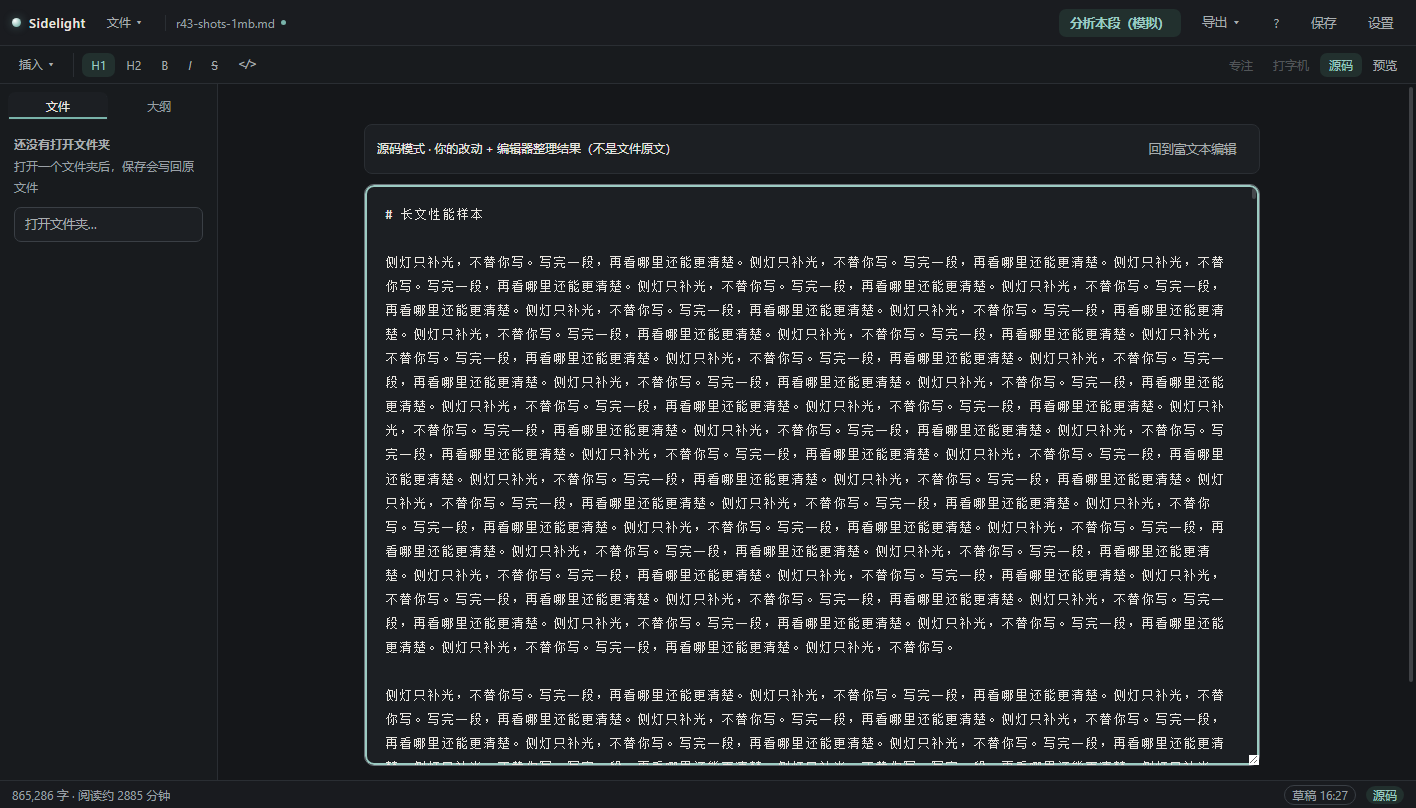 Sidelight
文件
r43-shots-1mb.md
分析本段（模拟）
导出
?
保存
设置
插入
H1
H2
B
I
S
</>
专注
打字机
源码
预览
文件
大纲
还没有打开文件夹
打开一个文件夹后，保存会写回原
文件
打开文件夹...
源码模式 · 你的改动 + 编辑器整理结果（不是文件原文）
回到富文本编辑
# 长文性能样本
侧灯只补光，不替你写。写完一段，再看哪里还能更清楚。侧灯只补光，不替你写。写完一段，再看哪里还能更清楚。侧灯只补光，不替
你写。写完一段，再看哪里还能更清楚。侧灯只补光，不替你写。写完一段，再看哪里还能更清楚。侧灯只补光，不替你写。写完一段，
再看哪里还能更清楚。侧灯只补光，不替你写。写完一段，再看哪里还能更清楚。侧灯只补光，不替你写。写完一段，再看哪里还能更清
楚。侧灯只补光，不替你写。写完一段，再看哪里还能更清楚。侧灯只补光，不替你写。写完一段，再看哪里还能更清楚。侧灯只补光，
不替你写。写完一段，再看哪里还能更清楚。侧灯只补光，不替你写。写完一段，再看哪里还能更清楚。侧灯只补光，不替你写。写完一
段，再看哪里还能更清楚。侧灯只补光，不替你写。写完一段，再看哪里还能更清楚。侧灯只补光，不替你写。写完一段，再看哪里还能
更清楚。侧灯只补光，不替你写。写完一段，再看哪里还能更清楚。侧灯只补光，不替你写。写完一段，再看哪里还能更清楚。侧灯只补
光，不替你写。写完一段，再看哪里还能更清楚。侧灯只补光，不替你写。写完一段，再看哪里还能更清楚。侧灯只补光，不替你写。写
完一段，再看哪里还能更清楚。侧灯只补光，不替你写。写完一段，再看哪里还能更清楚。侧灯只补光，不替你写。写完一段，再看哪里
还能更清楚。侧灯只补光，不替你写。写完一段，再看哪里还能更清楚。侧灯只补光，不替你写。写完一段，再看哪里还能更清楚。侧灯
只补光，不替你写。写完一段，再看哪里还能更清楚。侧灯只补光，不替你写。写完一段，再看哪里还能更清楚。侧灯只补光，不替你
写。写完一段，再看哪里还能更清楚。侧灯只补光，不替你写。写完一段，再看哪里还能更清楚。侧灯只补光，不替你写。写完一段，再
看哪里还能更清楚。侧灯只补光，不替你写。写完一段，再看哪里还能更清楚。侧灯只补光，不替你写。写完一段，再看哪里还能更清
楚。侧灯只补光，不替你写。写完一段，再看哪里还能更清楚。侧灯只补光，不替你写。写完一段，再看哪里还能更清楚。侧灯只补光，
不替你写。写完一段，再看哪里还能更清楚。侧灯只补光，不替你写。写完一段，再看哪里还能更清楚。侧灯只补光，不替你写。写完一
段，再看哪里还能更清楚。侧灯只补光，不替你写。写完一段，再看哪里还能更清楚。侧灯只补光，不替你写。写完一段，再看哪里还能
更清楚。侧灯只补光，不替你写。写完一段，再看哪里还能更清楚。侧灯只补光，不替你写。
侧灯只补光，不替你写。写完一段，再看哪里还能更清楚。侧灯只补光，不替你写。写完一段，再看哪里还能更清楚。侧灯只补光，不替
你写。写完一段，再看哪里还能更清楚。侧灯只补光，不替你写。写完一段，再看哪里还能更清楚。侧灯只补光，不替你写。写完一段，
再看哪里还能更清楚。侧灯只补光，不替你写。写完一段，再看哪里还能更清楚。侧灯只补光，不替你写。写完一段，再看哪里还能更清
865,286 字 · 阅读约 2885 分钟
草稿 16:27
源码